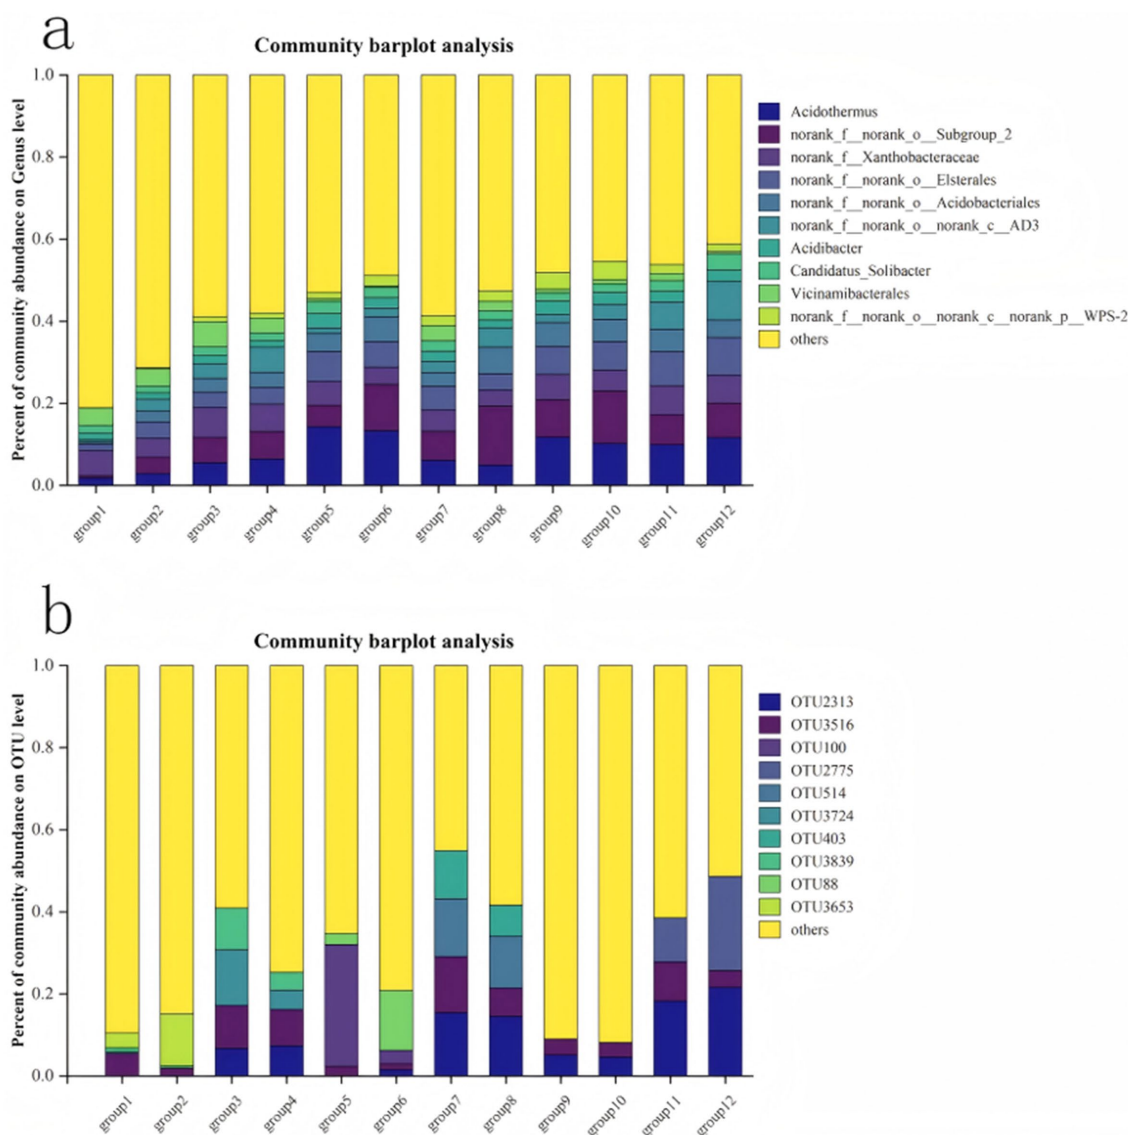 a
Community barplot analysis
Percent of community abundance on Genus level
1.0
0.8
0.6
0.4
0.2
0.0
group1
group2
group3
group4
group5
group6
group7
group8
group9
group10
group11
group12
Acidothermus
norank_f__norank_o__Subgroup_2
norank_f__Xanthobacteraceae
norank_f__norank_o__Elsterales
norank_f__norank_o__Acidobacteriales
norank_f__norank_o__norank_c__AD3
Acidibacter
Candidatus_Solibacter
Vicinamibacterales
norank_f__norank_o__norank_c__norank_p__WPS-2
others
b
Community barplot analysis
Percent of community abundance on OTU level
1.0
0.8
0.6
0.4
0.2
0.0
group1
group2
group3
group4
group5
group6
group7
group8
group9
group10
group11
group12
OTU2313
OTU3516
OTU100
OTU2775
OTU514
OTU3724
OTU403
OTU3839
OTU88
OTU3653
others